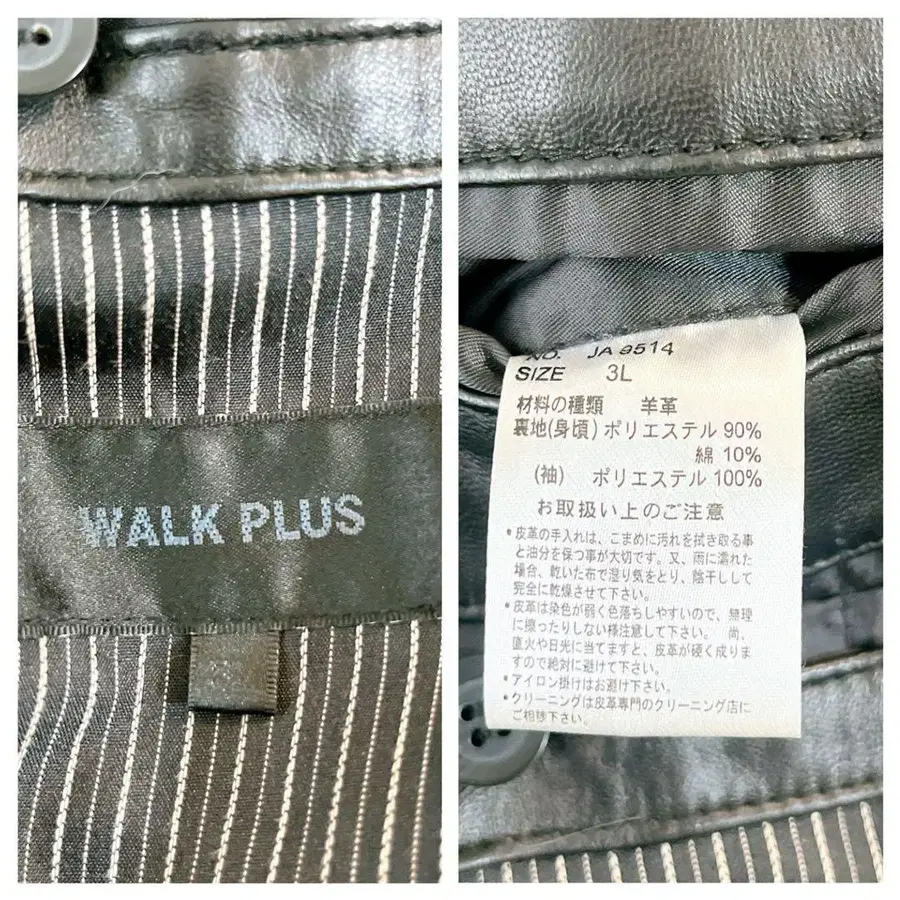 WALK PLUS
NO. JA 9514
SIZE 3L
材料の種類 羊革
裏地(身頃) ポリエステル 90%
綿 10%
(袖) ポリエステル 100%
お取扱い上のご注意
*皮革の手入れは、こまめに汚れを拭き取る事
と油分を保つ事が大切です。又、雨に濡れた
場合、乾いた布で湿り気をとり、陰干しして
完全に乾燥させて下さい。
*皮革は染色が弱く色落ちしやすいので、無理
に擦ったりしない様注意して下さい。 尚、
直火や日光に当てますと、皮革が硬く成りま
すので絶対に避けて下さい。
*アイロン掛けはお避け下さい。
*クリーニングは皮革専門のクリーニング店に
ご相談下さい。